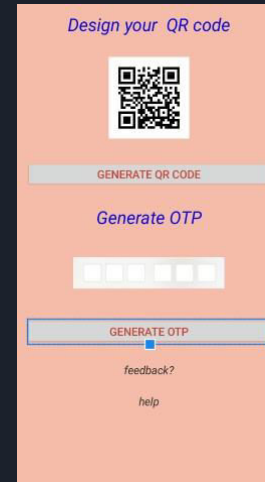 Design your QR code
GENERATE QR CODE
Generate OTP
GENERATE OTP
feedback?
help